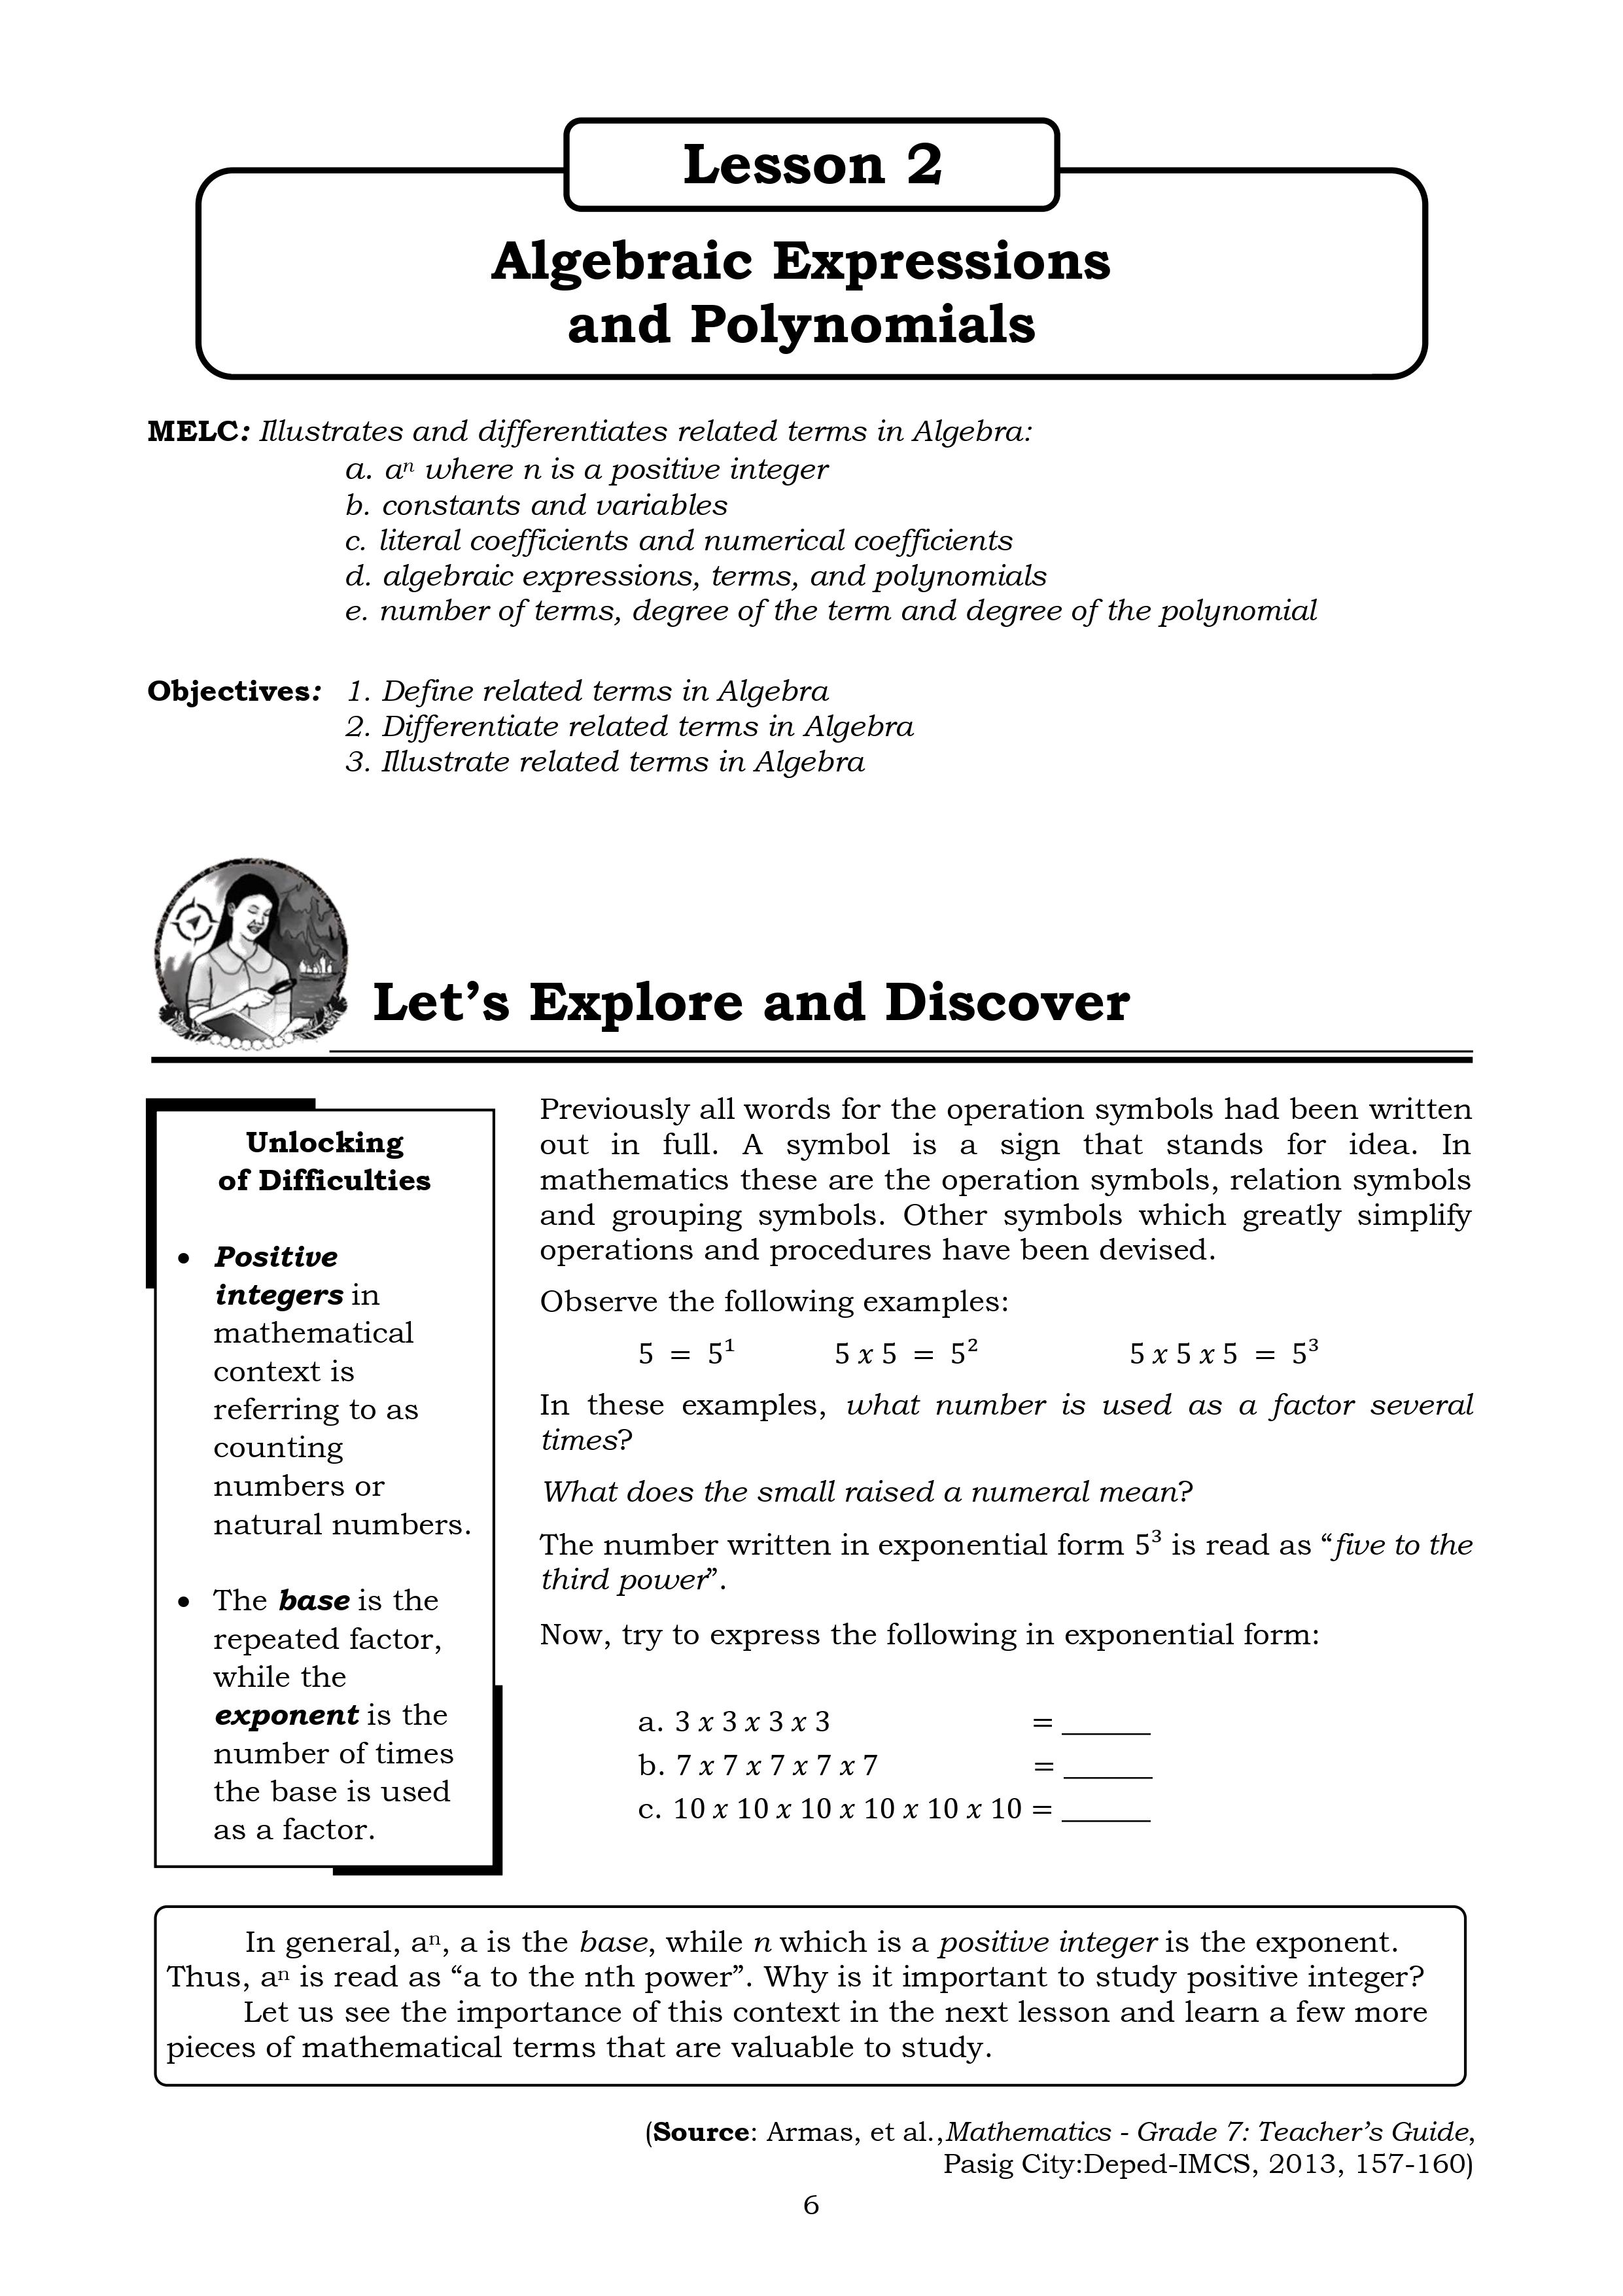 Lesson 2
Algebraic Expressions
and Polynomials
MELC: Illustrates and differentiates related terms in Algebra:
a. aⁿ where n is a positive integer
b. constants and variables
c. literal coefficients and numerical coefficients
d. algebraic expressions, terms, and polynomials
e. number of terms, degree of the term and degree of the polynomial
Objectives: 1. Define related terms in Algebra
2. Differentiate related terms in Algebra
3. Illustrate related terms in Algebra
Let's Explore and Discover
Unlocking
of Difficulties
• Positive
integers in
mathematical
context is
referring to as
counting
numbers or
natural numbers.
• The base is the
repeated factor,
while the
exponent is the
number of times
the base is used
as a factor.
Previously all words for the operation symbols had been written
out in full. A symbol is a sign that stands for idea. In
mathematics these are the operation symbols, relation symbols
and grouping symbols. Other symbols which greatly simplify
operations and procedures have been devised.
Observe the following examples:
5 = 5¹ 5 x 5 = 5² 5 x 5 x 5 = 5³
In these examples, what number is used as a factor several
times?
What does the small raised a numeral mean?
The number written in exponential form 5³ is read as “five to the
third power”.
Now, try to express the following in exponential form:
a. 3 x 3 x 3 x 3 = ______
b. 7 x 7 x 7 x 7 x 7 = ______
c. 10 x 10 x 10 x 10 x 10 x 10 = ______
In general, aⁿ, a is the base, while n which is a positive integer is the exponent.
Thus, aⁿ is read as “a to the nth power”. Why is it important to study positive integer?
Let us see the importance of this context in the next lesson and learn a few more
pieces of mathematical terms that are valuable to study.
(Source: Armas, et al.,Mathematics - Grade 7: Teacher’s Guide,
Pasig City:Deped-IMCS, 2013, 157-160)
6